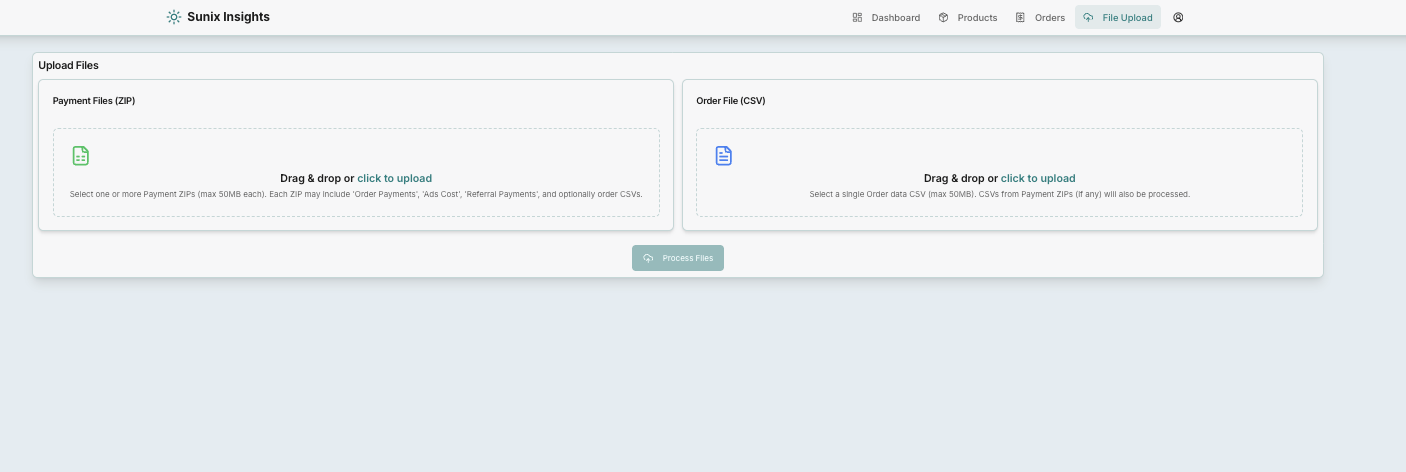 Sunix Insights
Dashboard
Products
Orders
File Upload
Upload Files
Payment Files (ZIP)
Drag & drop or click to upload
Select one or more Payment ZIPs (max 50MB each). Each ZIP may include 'Order Payments', 'Ads Cost', 'Referral Payments', and optionally order CSVs.
Order File (CSV)
Drag & drop or click to upload
Select a single Order data CSV (max 50MB). CSVs from Payment ZIPs (if any) will also be processed.
Process Files